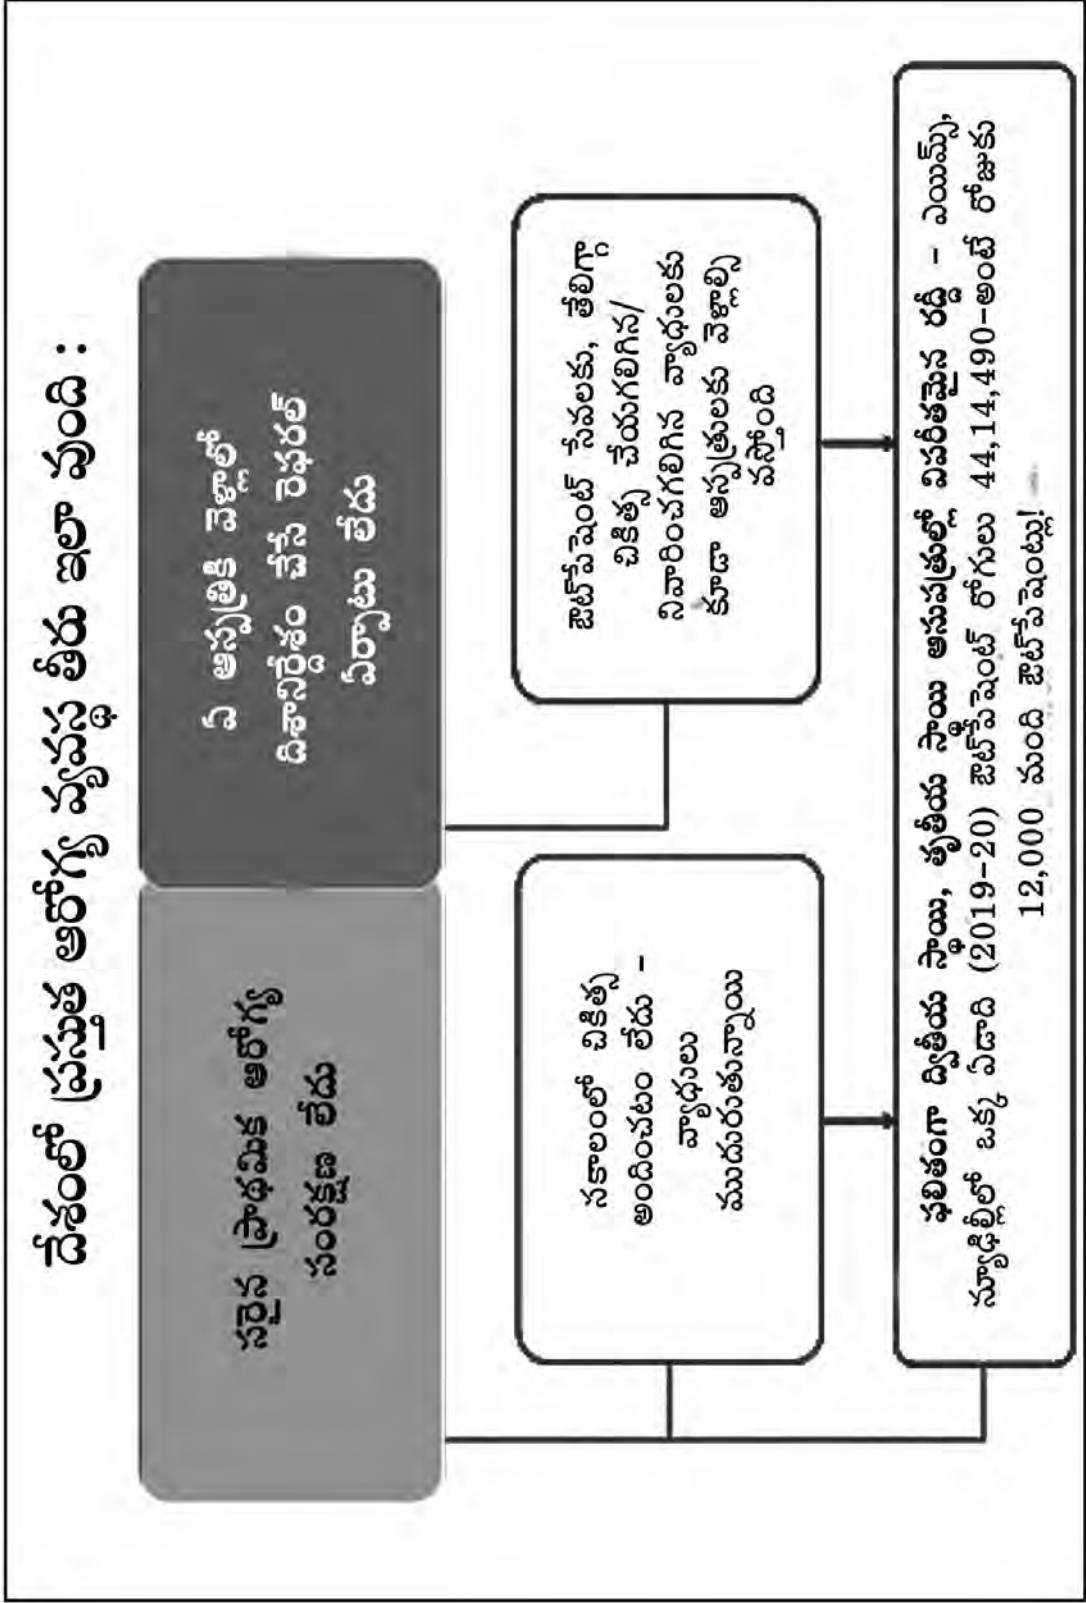 దేశంలో ప్రస్తుత ఆరోగ్య వ్యవస్థ తీరు ఇలా వుంది :
సరైన ప్రాథమిక ఆరోగ్య
సంరక్షణ లేదు
ఏ ఆస్పత్రికి వెళ్లాలో
దిశానిర్దేశం చేసే రెఫరల్
ఏర్పాటు లేదు
సకాలంలో చికిత్స
అందించటం లేదు -
వ్యాధులు
ముదురుతున్నాయి
ఔట్‌పేషెంట్ సేవలకు, తేలిగ్గా
చికిత్స చేయగలిగిన/
నివారించగలిగిన వ్యాధులకు
కూడా ఆస్పత్రులకు వెళ్లాల్సి
వస్తోంది
ఫలితంగా ద్వితీయ స్థాయి, తృతీయ స్థాయి ఆసుపత్రుల్లో విపరీతమైన రద్దీ - ఎయిమ్స్,
న్యూఢిల్లీలో ఒక్క ఏడాది (2019-20) ఔట్‌పేషెంట్ రోగులు 44,14,490-అంటే రోజుకు
12,000 మంది ఔట్‌పేషెంట్లు!